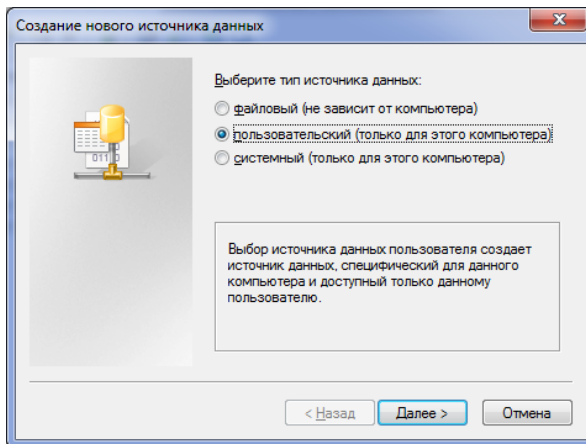 Создание нового источника данных
Выберите тип источника данных:
файловый (не зависит от компьютера)
пользовательский (только для этого компьютера)
системный (только для этого компьютера)
0111 0
Выбор источника данных пользователя создает
источник данных, специфический для данного
компьютера и доступный только данному
пользователю.
< Назад
Далее >
Отмена